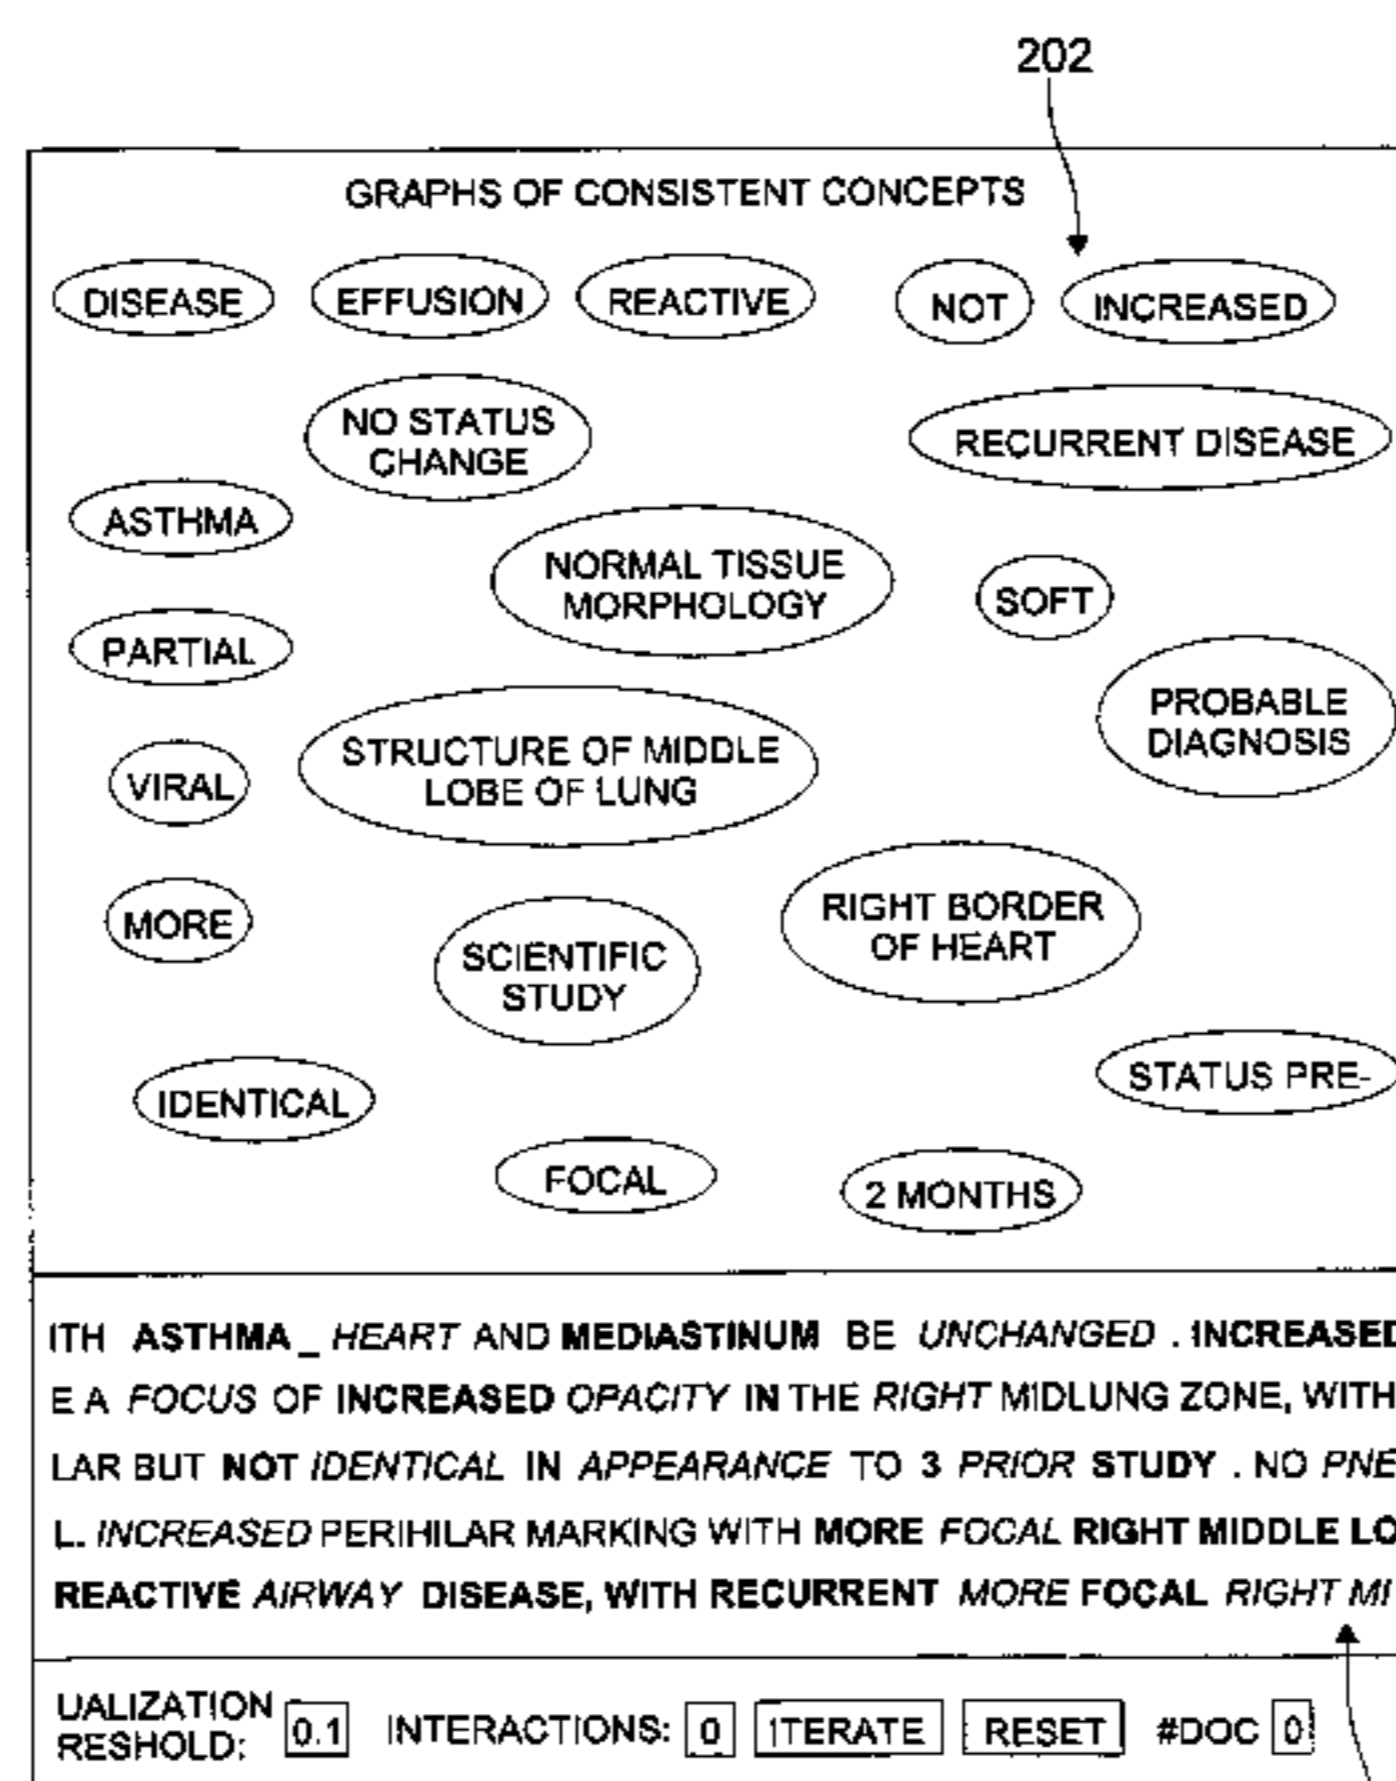 202
GRAPHS OF CONSISTENT CONCEPTS
DISEASE EFFUSION REACTIVE NOT INCREASED
NO STATUS
CHANGE
RECURRENT DISEASE
ASTHMA
NORMAL TISSUE
MORPHOLOGY
SOFT
PARTIAL
PROBABLE
DIAGNOSIS
STRUCTURE OF MIDDLE
LOBE OF LUNG
VIRAL
MORE
RIGHT BORDER
OF HEART
SCIENTIFIC
STUDY
STATUS PRE-
IDENTICAL
FOCAL
2 MONTHS
ITH ASTHMA_ HEART AND MEDIASTINUM BE UNCHANGED . INCREASED
E A FOCUS OF INCREASED OPACITY IN THE RIGHT MIDLUNG ZONE, WITH
LAR BUT NOT IDENTICAL IN APPEARANCE TO 3 PRIOR STUDY . NO PNE
L. INCREASED PERIHILAR MARKING WITH MORE FOCAL RIGHT MIDDLE LO
REACTIVE AIRWAY DISEASE, WITH RECURRENT MORE FOCAL RIGHT MI
UALIZATION
RESHOLD: 0.1 INTERACTIONS: 0 ITERATE RESET #DOC 0